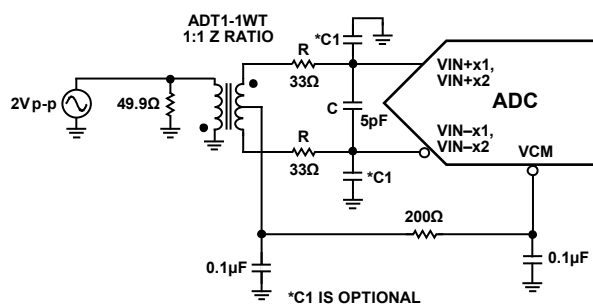 ADT1-1WT
1:1 Z RATIO
*C1
R
33Ω
VIN+x1,
VIN+x2
2V p-p
49.9Ω
C
5pF
ADC
R
33Ω
VIN–x1,
VIN–x2
VCM
*C1
200Ω
0.1µF
0.1µF
*C1 IS OPTIONAL